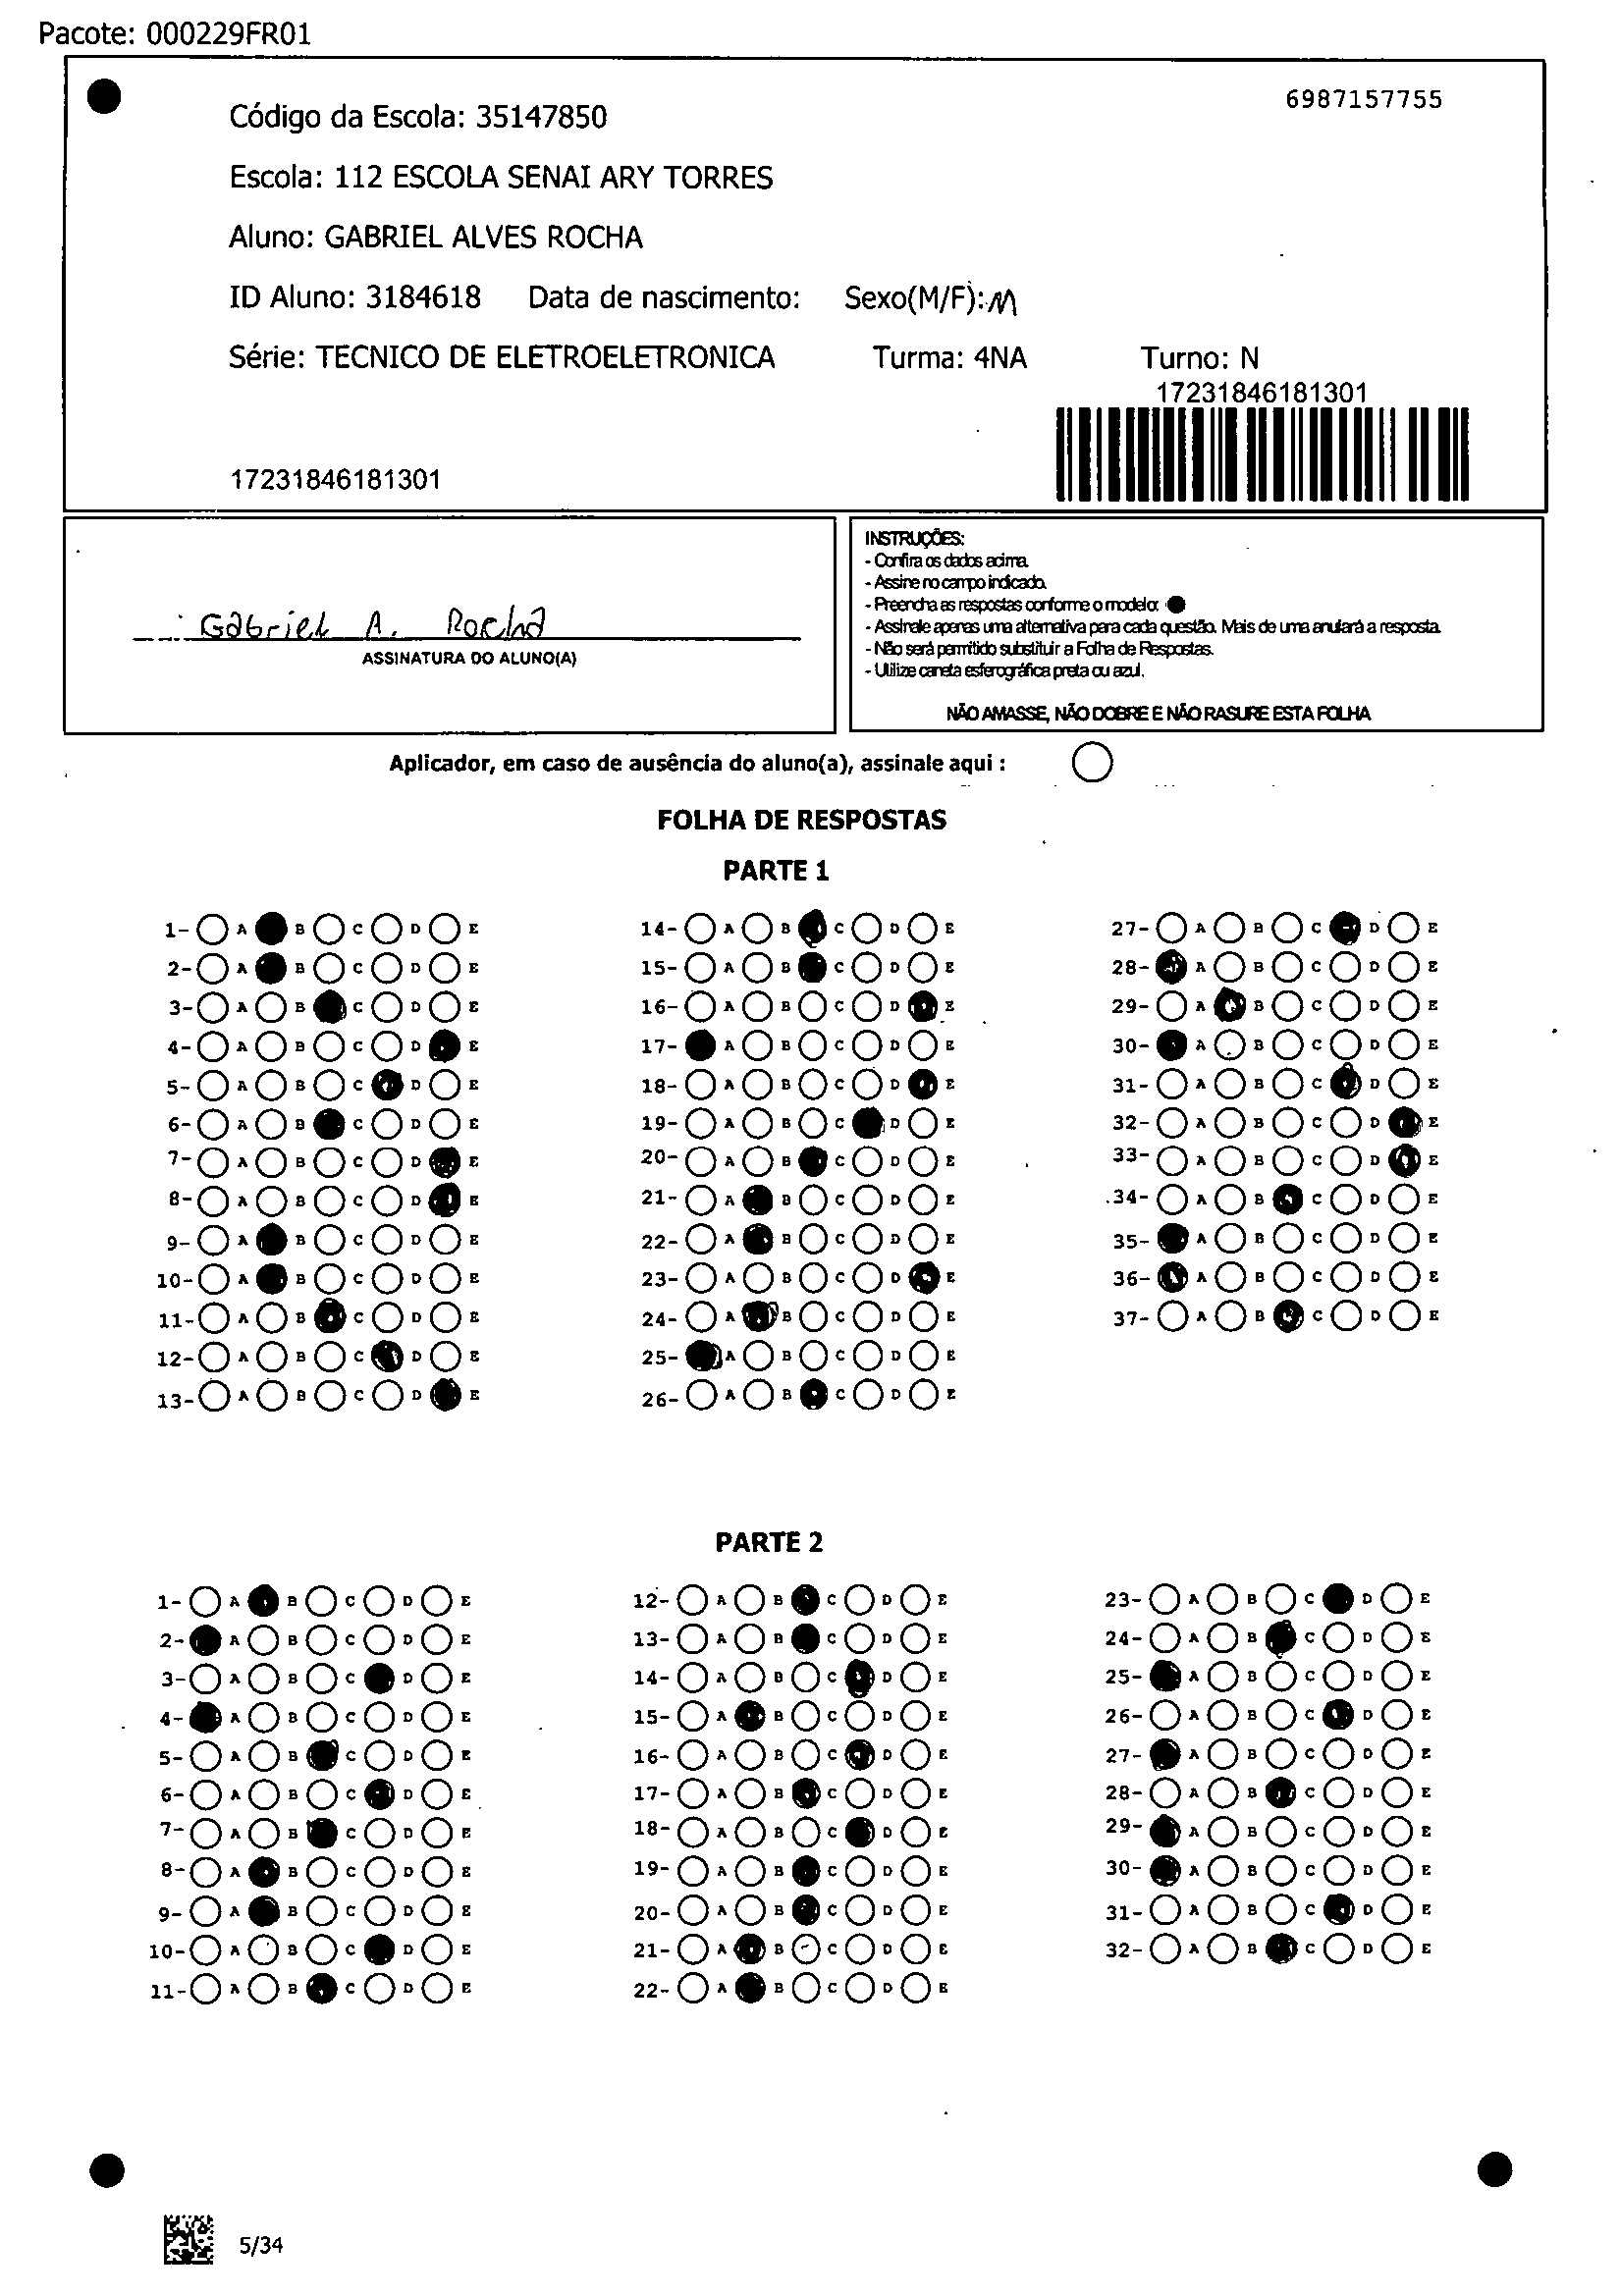 Pacote: 000229FR01
6987157755
Código da Escola: 35147850
Escola: 112 ESCOLA SENAI ARY TORRES
Aluno: GABRIEL ALVES ROCHA
ID Aluno: 3184618 Data de nascimento: Sexo(M/F): M
Série: TECNICO DE ELETROELETRONICA Turma: 4NA Turno: N
17231846181301
17231846181301
Gabriel A. Rocha
ASSINATURA DO ALUNO(A)
INSTRUÇÕES:
- Confira os dados acima.
- Assine no campo indicado.
- Preencha as respostas conforme o modelo:
- Assinale apenas uma alternativa para cada questão. Mais de uma anulará a resposta.
- Não será permitido substituir a Folha de Respostas.
- Utilize caneta esferográfica preta ou azul.
NÃO AMASSE, NÃO DOBRE E NÃO RASURE ESTA FOLHA
Aplicador, em caso de ausência do aluno(a), assinale aqui :
FOLHA DE RESPOSTAS
PARTE 1
1- A B C D E
2- A B C D E
3- A B C D E
4- A B C D E
5- A B C D E
6- A B C D E
7- A B C D E
8- A B C D E
9- A B C D E
10- A B C D E
11- A B C D E
12- A B C D E
13- A B C D E
14- A B C D E
15- A B C D E
16- A B C D E
17- A B C D E
18- A B C D E
19- A B C D E
20- A B C D E
21- A B C D E
22- A B C D E
23- A B C D E
24- A B C D E
25- A B C D E
26- A B C D E
27- A B C D E
28- A B C D E
29- A B C D E
30- A B C D E
31- A B C D E
32- A B C D E
33- A B C D E
34- A B C D E
35- A B C D E
36- A B C D E
37- A B C D E
PARTE 2
1- A B C D E
2- A B C D E
3- A B C D E
4- A B C D E
5- A B C D E
6- A B C D E
7- A B C D E
8- A B C D E
9- A B C D E
10- A B C D E
11- A B C D E
12- A B C D E
13- A B C D E
14- A B C D E
15- A B C D E
16- A B C D E
17- A B C D E
18- A B C D E
19- A B C D E
20- A B C D E
21- A B C D E
22- A B C D E
23- A B C D E
24- A B C D E
25- A B C D E
26- A B C D E
27- A B C D E
28- A B C D E
29- A B C D E
30- A B C D E
31- A B C D E
32- A B C D E
5/34